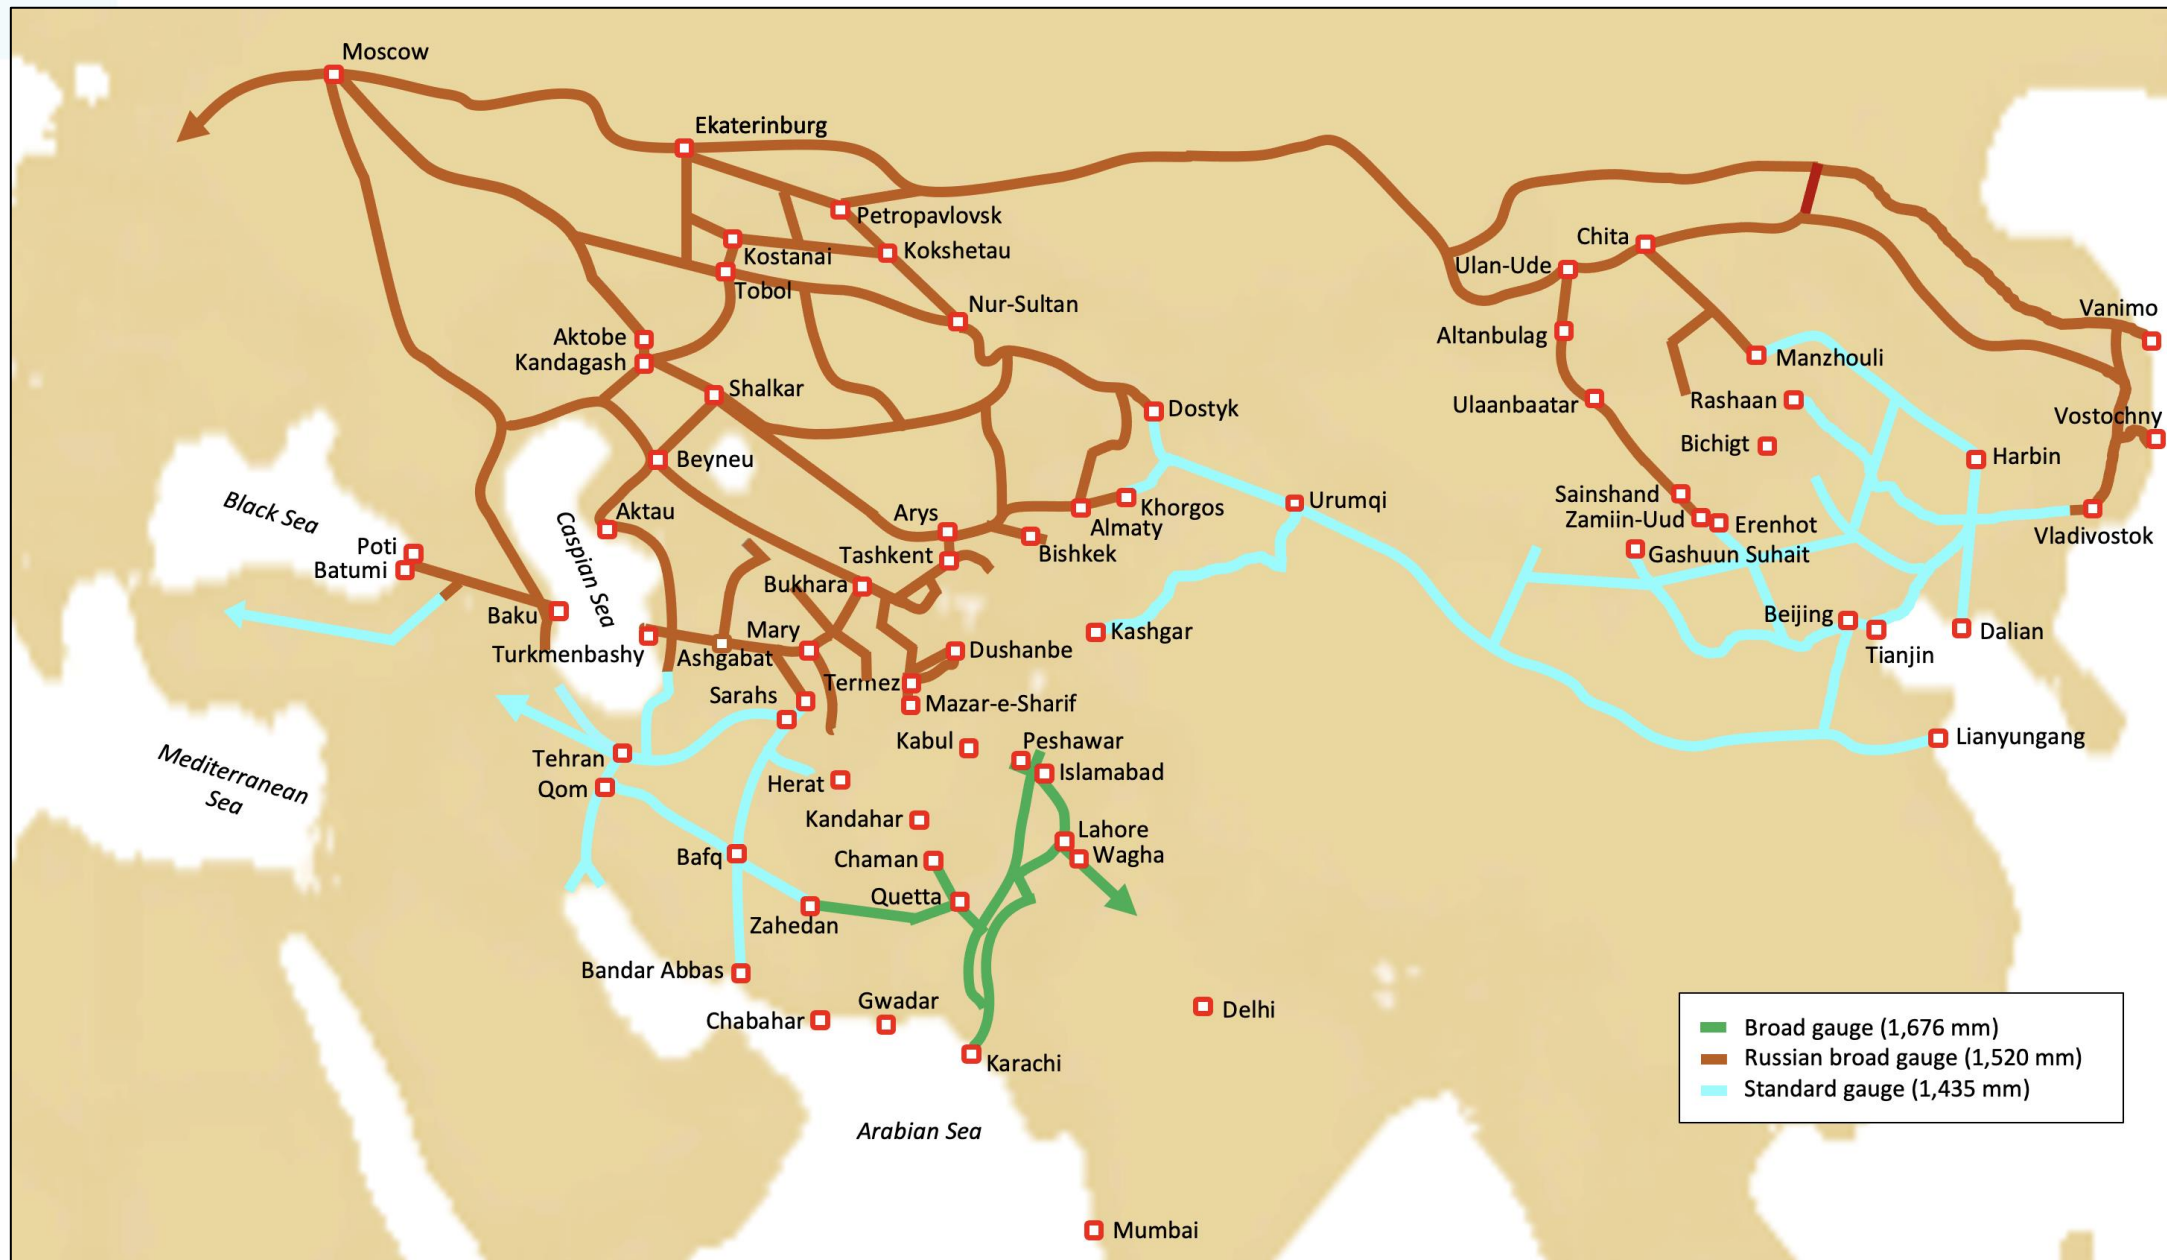 Moscow
Ekaterinburg
Petropavlovsk
Kostanai
Kokshetau
Tobol
Nur-Sultan
Aktobe
Kandagash
Shalkar
Dostyk
Beyneu
Aktau
Arys
Khorgos
Almaty
Urumqi
Tashkent
Bishkek
Bukhara
Black Sea
Caspian Sea
Poti
Batumi
Baku
Turkmenbashy
Ashgabat
Mary
Dushanbe
Kashgar
Termez
Sarahs
Mazar-e-Sharif
Kabul
Peshawar
Islamabad
Tehran
Qom
Herat
Mediterranean
Sea
Kandahar
Lahore
Wagha
Bafq
Chaman
Quetta
Zahedan
Bandar Abbas
Chabahar
Gwadar
Karachi
Delhi
Arabian Sea
Mumbai
Chita
Ulan-Ude
Vanimo
Altanbulag
Manzhouli
Ulaanbaatar
Rashaan
Vostochny
Bichigt
Harbin
Sainshand
Zamiin-Uud
Erenhot
Vladivostok
Gashuun Suhait
Beijing
Tianjin
Dalian
Lianyungang
Broad gauge (1,676 mm)
Russian broad gauge (1,520 mm)
Standard gauge (1,435 mm)